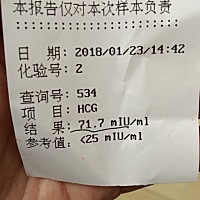 本报告仅对本次样本负责
::::::::::::::::::::::
日  期: 2018/01/23/14:42
化验号: 2
查询号: 534
项  目: HCG
结  果: 71.7 mIU/ml
参考值: <25 mIU/ml